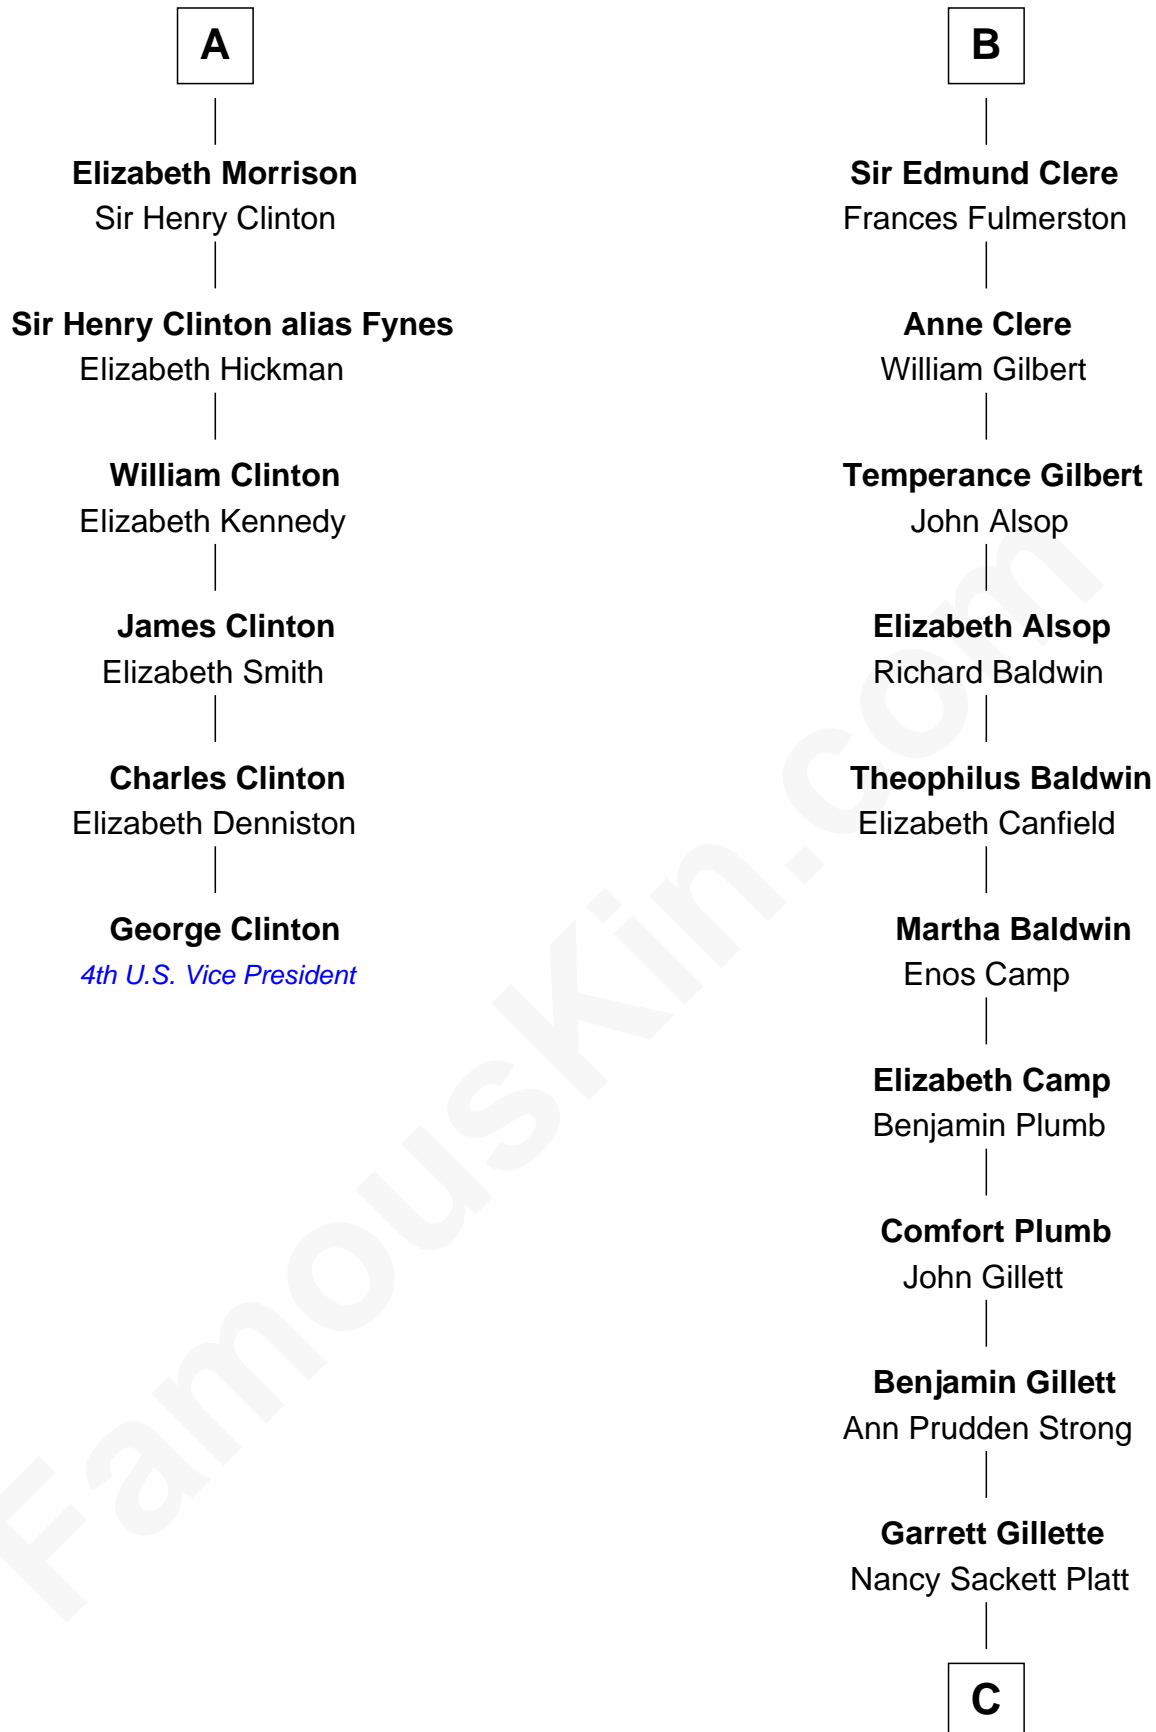 A
Elizabeth Morrison
Sir Henry Clinton
Sir Henry Clinton alias Fynes
Elizabeth Hickman
William Clinton
Elizabeth Kennedy
James Clinton
Elizabeth Smith
Charles Clinton
Elizabeth Denniston
George Clinton
4th U.S. Vice President
B
Sir Edmund Clere
Frances Fulmerston
Anne Clere
William Gilbert
Temperance Gilbert
John Alsop
Elizabeth Alsop
Richard Baldwin
Theophilus Baldwin
Elizabeth Canfield
Martha Baldwin
Enos Camp
Elizabeth Camp
Benjamin Plumb
Comfort Plumb
John Gillett
Benjamin Gillett
Ann Prudden Strong
Garrett Gillette
Nancy Sackett Platt
C
FamousKin.com